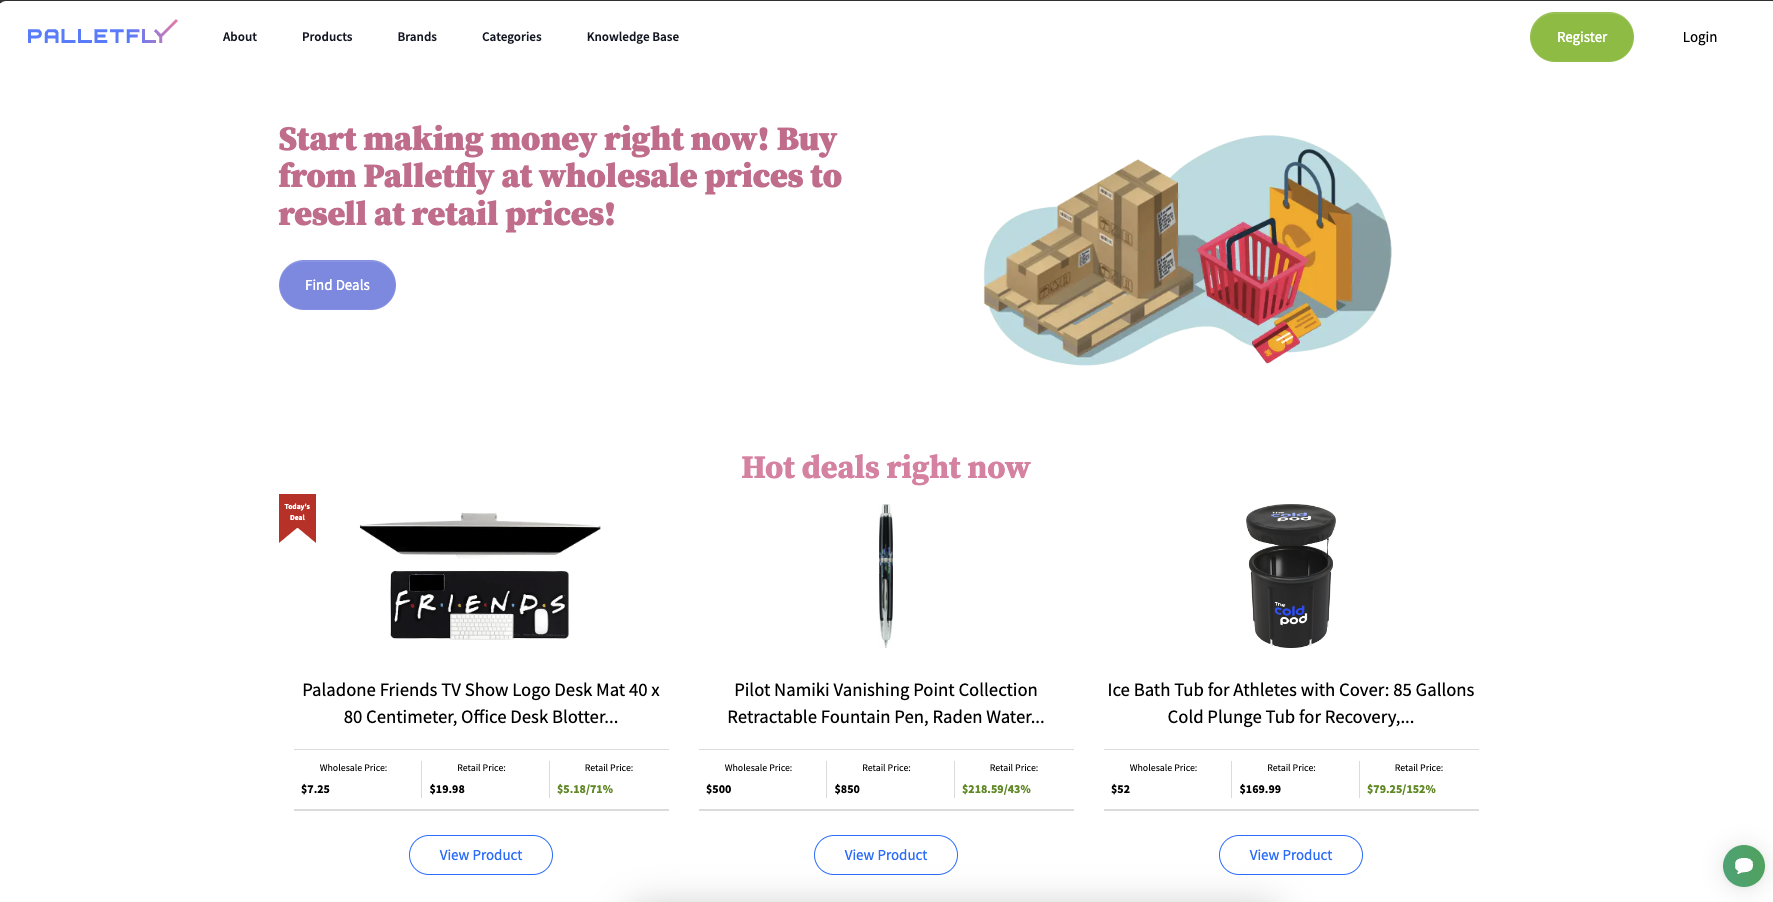 PALLETFLY
About
Products
Brands
Categories
Knowledge Base
Register
Login
Start making money right now! Buy
from Palletfly at wholesale prices to
resell at retail prices!
Find Deals
Hot deals right now
Today's
Deal
FRIENDS
The
cold
pod
The
cold
pod
Paladone Friends TV Show Logo Desk Mat 40 x
80 Centimeter, Office Desk Blotter...
Wholesale Price:
$7.25
Retail Price:
$19.98
Retail Price:
$5.18/71%
View Product
Pilot Namiki Vanishing Point Collection
Retractable Fountain Pen, Raden Water...
Wholesale Price:
$500
Retail Price:
$850
Retail Price:
$218.59/43%
View Product
Ice Bath Tub for Athletes with Cover: 85 Gallons
Cold Plunge Tub for Recovery,...
Wholesale Price:
$52
Retail Price:
$169.99
Retail Price:
$79.25/152%
View Product